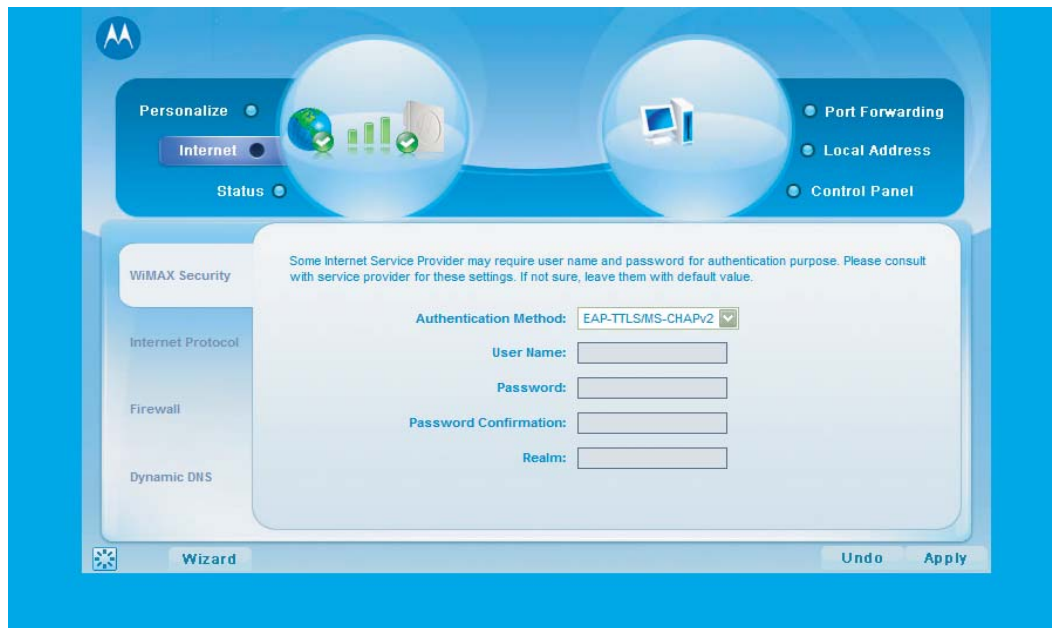 Personalize
Internet
Status
Port Forwarding
Local Address
Control Panel
WiMAX Security
Internet Protocol
Firewall
Dynamic DNS
Some Internet Service Provider may require user name and password for authentication purpose. Please consult
with service provider for these settings. If not sure, leave them with default value.
Authentication Method: EAP-TTLS/MS-CHAPv2
User Name:
Password:
Password Confirmation:
Realm:
Wizard
Undo
Apply